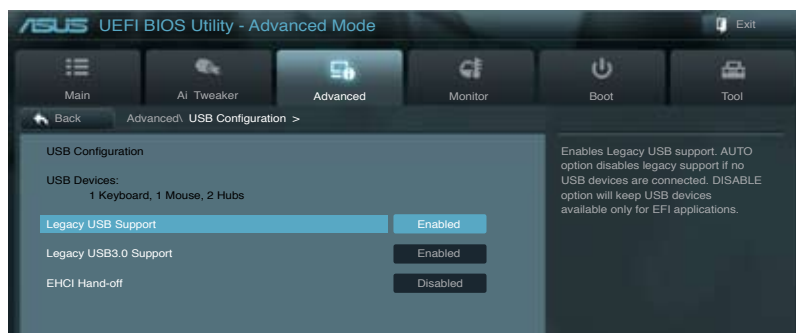 ASUS UEFI BIOS Utility - Advanced Mode
Exit
Main
Ai Tweaker
Advanced
Monitor
Boot
Tool
Back
Advanced\ USB Configuration >
USB Configuration
USB Devices:
1 Keyboard, 1 Mouse, 2 Hubs
Legacy USB Support Enabled
Legacy USB3.0 Support Enabled
EHCI Hand-off Disabled
Enables Legacy USB support. AUTO
option disables legacy support if no
USB devices are connected. DISABLE
option will keep USB devices
available only for EFI applications.